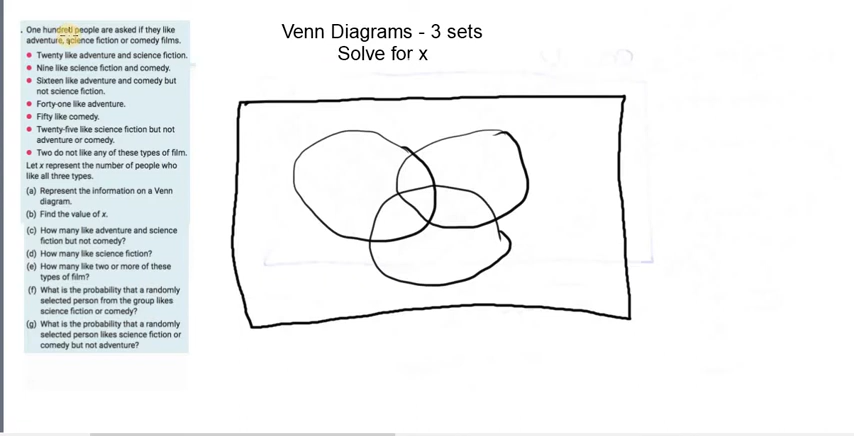 Venn Diagrams - 3 sets
Solve for x
One hundred people are asked if they like
adventure, science fiction or comedy films.
• Twenty like adventure and science fiction.
• Nine like science fiction and comedy.
• Sixteen like adventure and comedy but
not science fiction.
• Forty-one like adventure.
• Fifty like comedy.
• Twenty-five like science fiction but not
adventure or comedy.
• Two do not like any of these types of film.
Let x represent the number of people who
like all three types.
(a) Represent the information on a Venn
diagram.
(b) Find the value of x.
(c) How many like adventure and science
fiction but not comedy?
(d) How many like science fiction?
(e) How many like two or more of these
types of film?
(f) What is the probability that a randomly
selected person from the group likes
science fiction or comedy?
(g) What is the probability that a randomly
selected person likes science fiction or
comedy but not adventure?